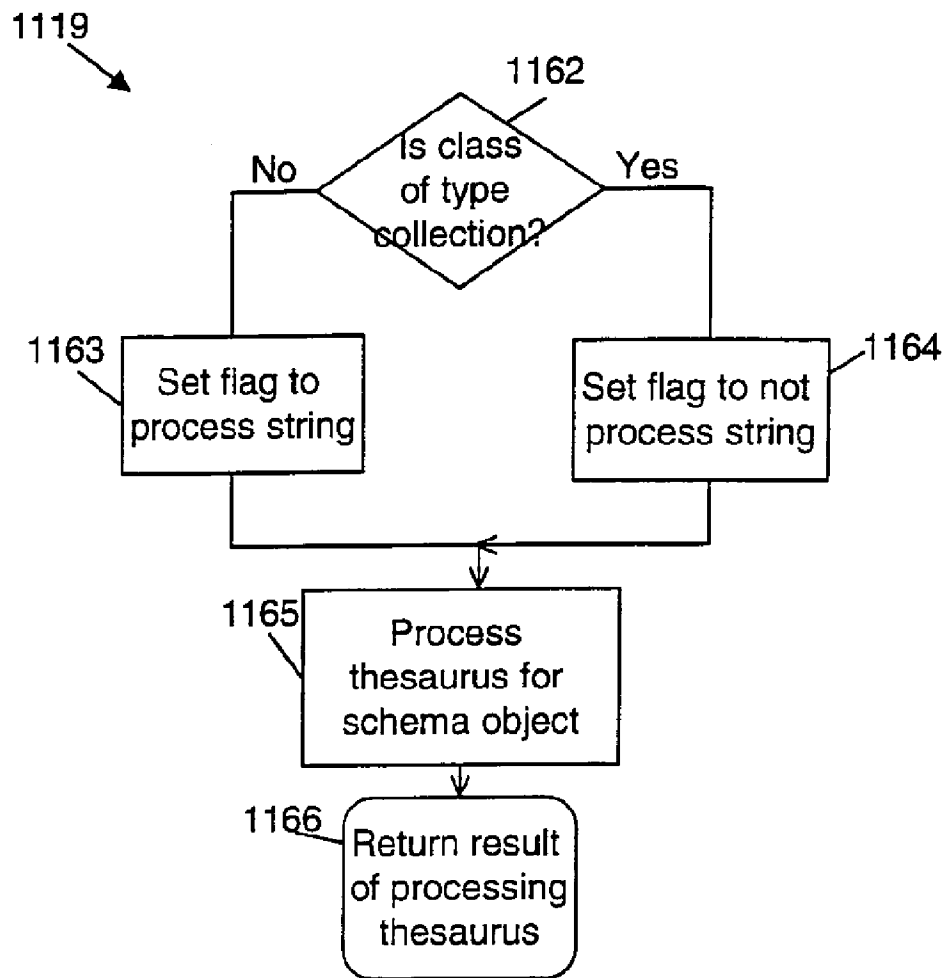 1119
1162
Is class
of type
collection?
No
Yes
1163
Set flag to
process string
1164
Set flag to not
process string
1165
Process
thesaurus for
schema object
1166
Return result
of processing
thesaurus